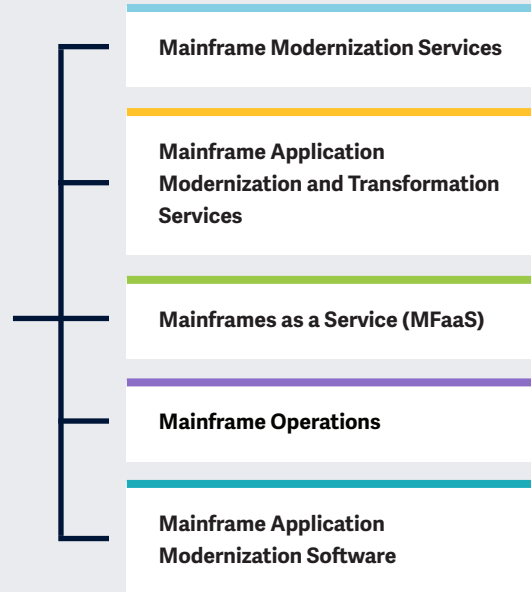 Mainframe Modernization Services
Mainframe Application
Modernization and Transformation
Services
Mainframes as a Service (MFaaS)
Mainframe Operations
Mainframe Application
Modernization Software